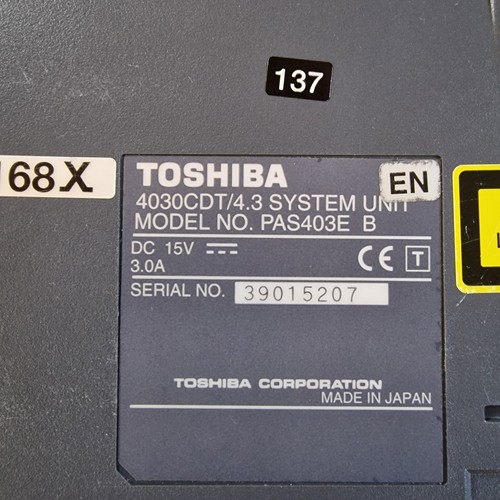 137
168X
TOSHIBA
EN
4030CDT/4.3 SYSTEM UNIT
MODEL NO. PAS403E B
DC 15V
3.0A
CE T
SERIAL NO. 39015207
TOSHIBA CORPORATION
MADE IN JAPAN
L